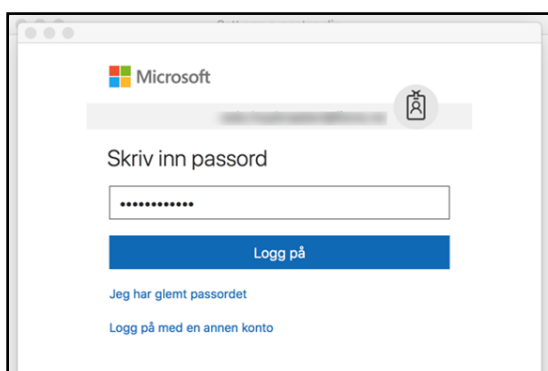 Microsoft
Skriv inn passord
••••••••••••
Logg på
Jeg har glemt passordet
Logg på med en annen konto